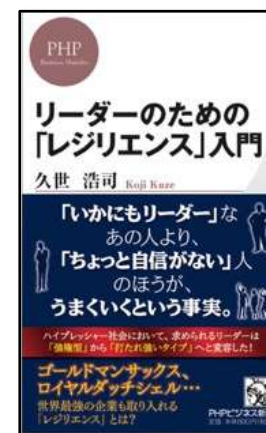 PHP
Business Shinsho
リーダーのための
「レジリエンス」入門
久世 浩司 Koji Kuze
「いかにもリーダー」な
あの人より、
「ちょっと自信がない」人
のほうが、
うまくいくという事実。
ハイプレッシャー社会において、求められるリーダーは
「強権型」から「打たれ強いタイプ」へと変容した!
ゴールドマンサックス、
ロイヤルダッチシェル…
世界最強の企業も取り入れる
「レジリエンス」とは?
PHPビジネス新書